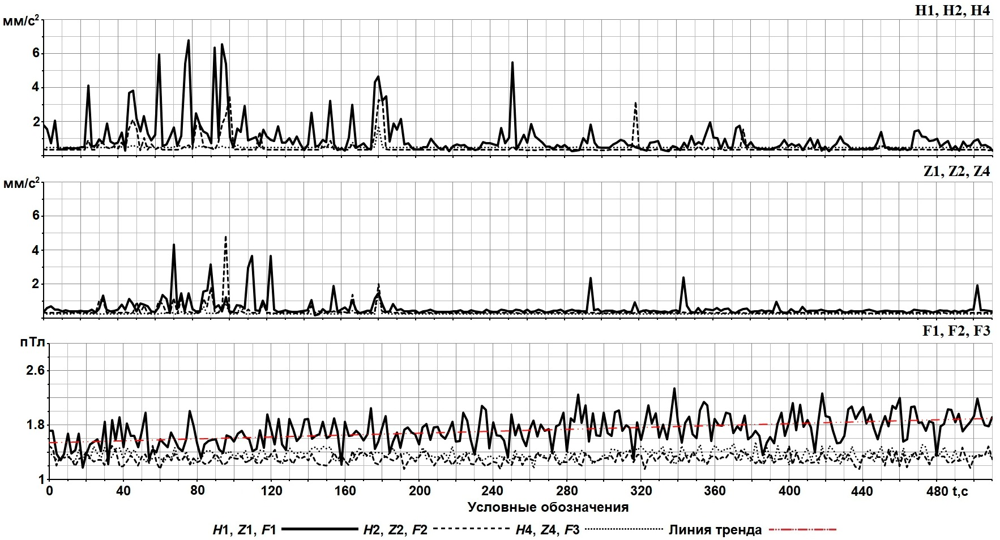 H1, H2, H4
мм/с²
6
4
2
Z1, Z2, Z4
мм/с²
6
4
2
F1, F2, F3
пТл
2.6
1.8
1
0 40 80 120 160 200 240 280 320 360 400 440 480 t,c
Условные обозначения
H1, Z1, F1 H2, Z2, F2 H4, Z4, F3 Линия тренда